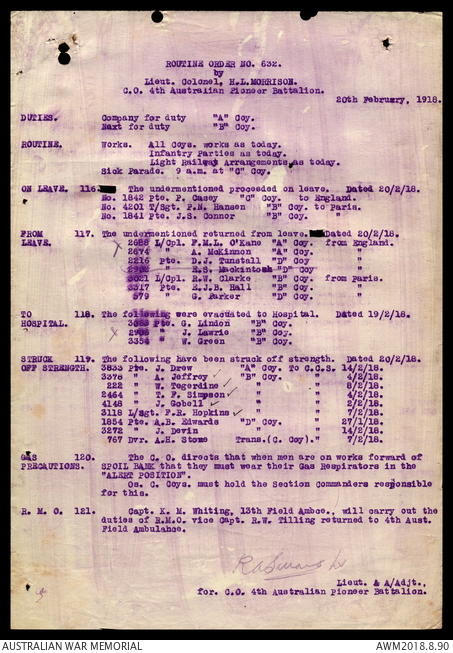 ROUTINE ORDER NO. 632.
by
Lieut. Colonel, H.L.MORRISON.
C.O. 4th Australian Pioneer Battalion.
20th February, 1918.
DUTIES. Company for duty "A" Coy.
Next for duty "B" Coy.
ROUTINE. Works. All Coys. works as today.
Infantry Parties as today.
Light Railway Arrangements as today.
Sick Parade. 9 a.m. at "C" Coy.
ON LEAVE. 116. The undermentioned proceeded on leave. Dated 20/2/18.
No. 1842 Pte. P. Casey "C" Coy. to England.
No. 4201 T/Sgt. P.N. Hansen "B" Coy. to Paris.
No. 1841 Pte. J.S. Connor "B" Coy. "
FROM 117. The undermentioned returned from leave. Dated 20/2/18.
LEAVE. 2688 L/Cpl. F.M.L. O'Kane "A" Coy. from England.
2674 " A. McKinnon "A" Coy. "
2216 Pte. D.J. Tunstall "D" Coy. "
E.S. Mackintosh "D" Coy "
3021 L/Cpl. R.W. Clarke "B" Coy. from Paris.
3317 Pte. E.J.B. Hall "B" Coy. "
579 " G. Parker "D" Coy. "
TO 118. The following were evacuated to Hospital. Dated 19/2/18.
HOSPITAL. Pte. G. Lindon "B" Coy.
" J. Lawrie "B" Coy.
3354 " W. Green "B" Coy.
STRUCK 119. The following have been struck off strength. Dated 20/2/18.
OFF STRENGTH. 3833 Pte. J. Drew "A" Coy. To C.C.S. 14/2/18.
3378 " A. Jeffroy "B" Coy. " 4/2/18.
222 " W. Tegerdine " " 8/2/18.
2464 " T. F. Simpson " " 4/2/18.
4148 " J. Gobell " " 2/2/18.
3118 L/Sgt. F.R. Hopkins " " 7/2/18.
1854 Pte. A.B. Edwards "D" Coy. " 27/1/18.
3272 " J. Devin " " 14/2/18.
767 Dvr. A.H. Stowe Trans.(C. Coy)." 7/2/18.
GAS 120. The C. O. directs that when men are on works forward of
PRECAUTIONS. SPOIL BANK that they must wear their Gas Respirators in the
"ALERT POSITION".
Os. C. Coys. must hold the Section Commanders responsible
for this.
R. M. O. 121. Capt. K. M. Whiting, 13th Field Ambce., will carry out the
duties of R.M.O. vice Capt. R.W. Tilling returned to 4th Aust.
Field Ambulance.
Lieut. & A/Adjt.,
for. C.O. 4th Australian Pioneer Battalion.
AUSTRALIAN WAR MEMORIAL
AWM2018.8.90